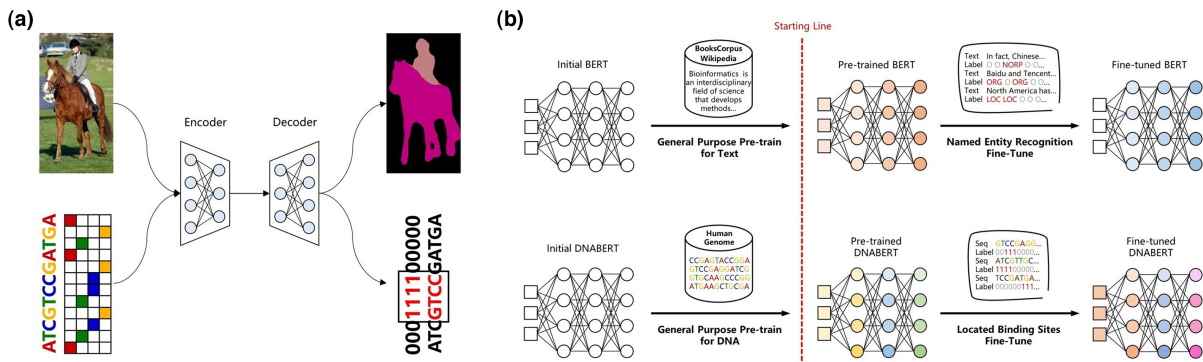 (a)
Encoder
Decoder
ATCGTCCGATGA
000111100000
ATCGTCCGATGA
(b)
Starting Line
Initial BERT
BooksCorpus
Wikipedia
Bioinformatics is
an interdisciplinary
field of science
that develops
methods...
General Purpose Pre-train
for Text
Pre-trained BERT
Text In fact, Chinese...
Label O O NORP O O...
Text Baidu and Tencent...
Label ORG O ORG O O...
Text North America has...
Label LOC LOC O O O...
Named Entity Recognition
Fine-Tune
Fine-tuned BERT
Initial DNABERT
Human
Genome
CCGAGTACCGGA
GTCCGAGGATCG
GTGCAAGCCCGG
ATGAAGCTGCGA
General Purpose Pre-train
for DNA
Pre-trained
DNABERT
Seq GTCCGAGG...
Label 001110000...
Seq ATCGTTGC...
Label 111100000...
Seq TCCGATGA...
Label 000000111...
Located Binding Sites
Fine-Tune
Fine-tuned
DNABERT